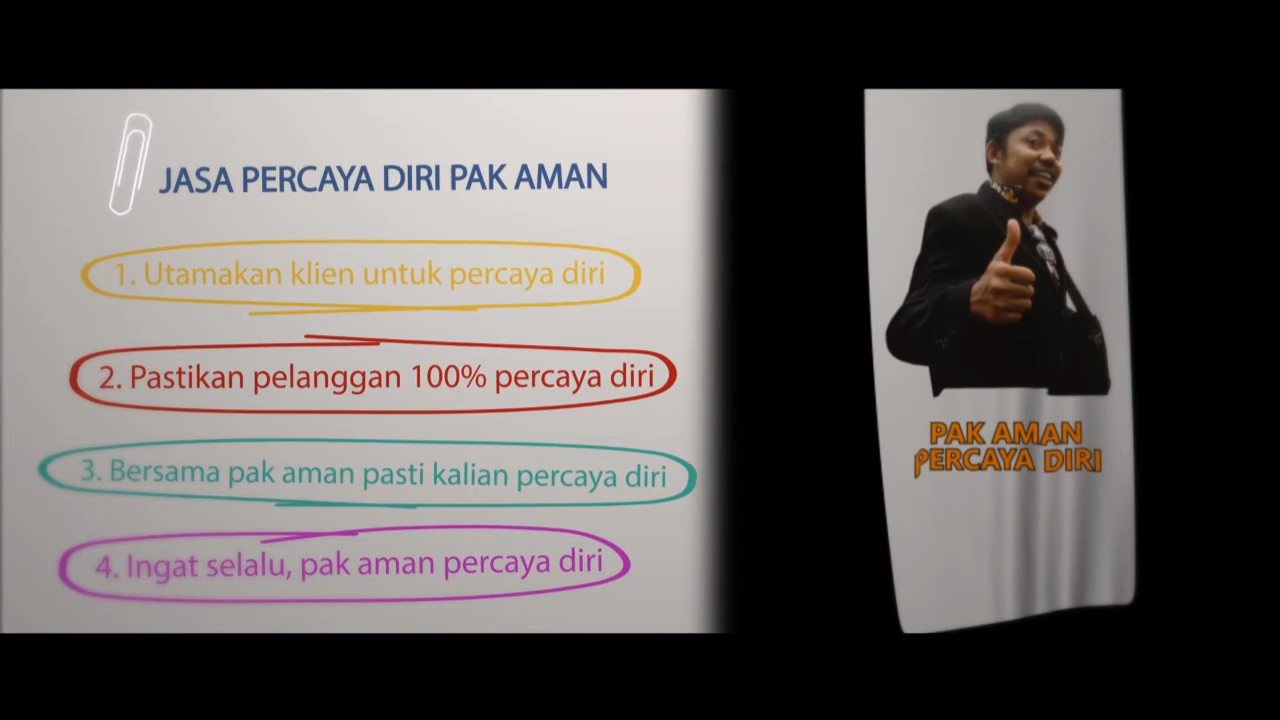 JASA PERCAYA DIRI PAK AMAN
1. Utamakan klien untuk percaya diri
2. Pastikan pelanggan 100% percaya diri
3. Bersama pak aman pasti kalian percaya diri
4. Ingat selalu, pak aman percaya diri
PAK AMAN
PERCAYA DIRI